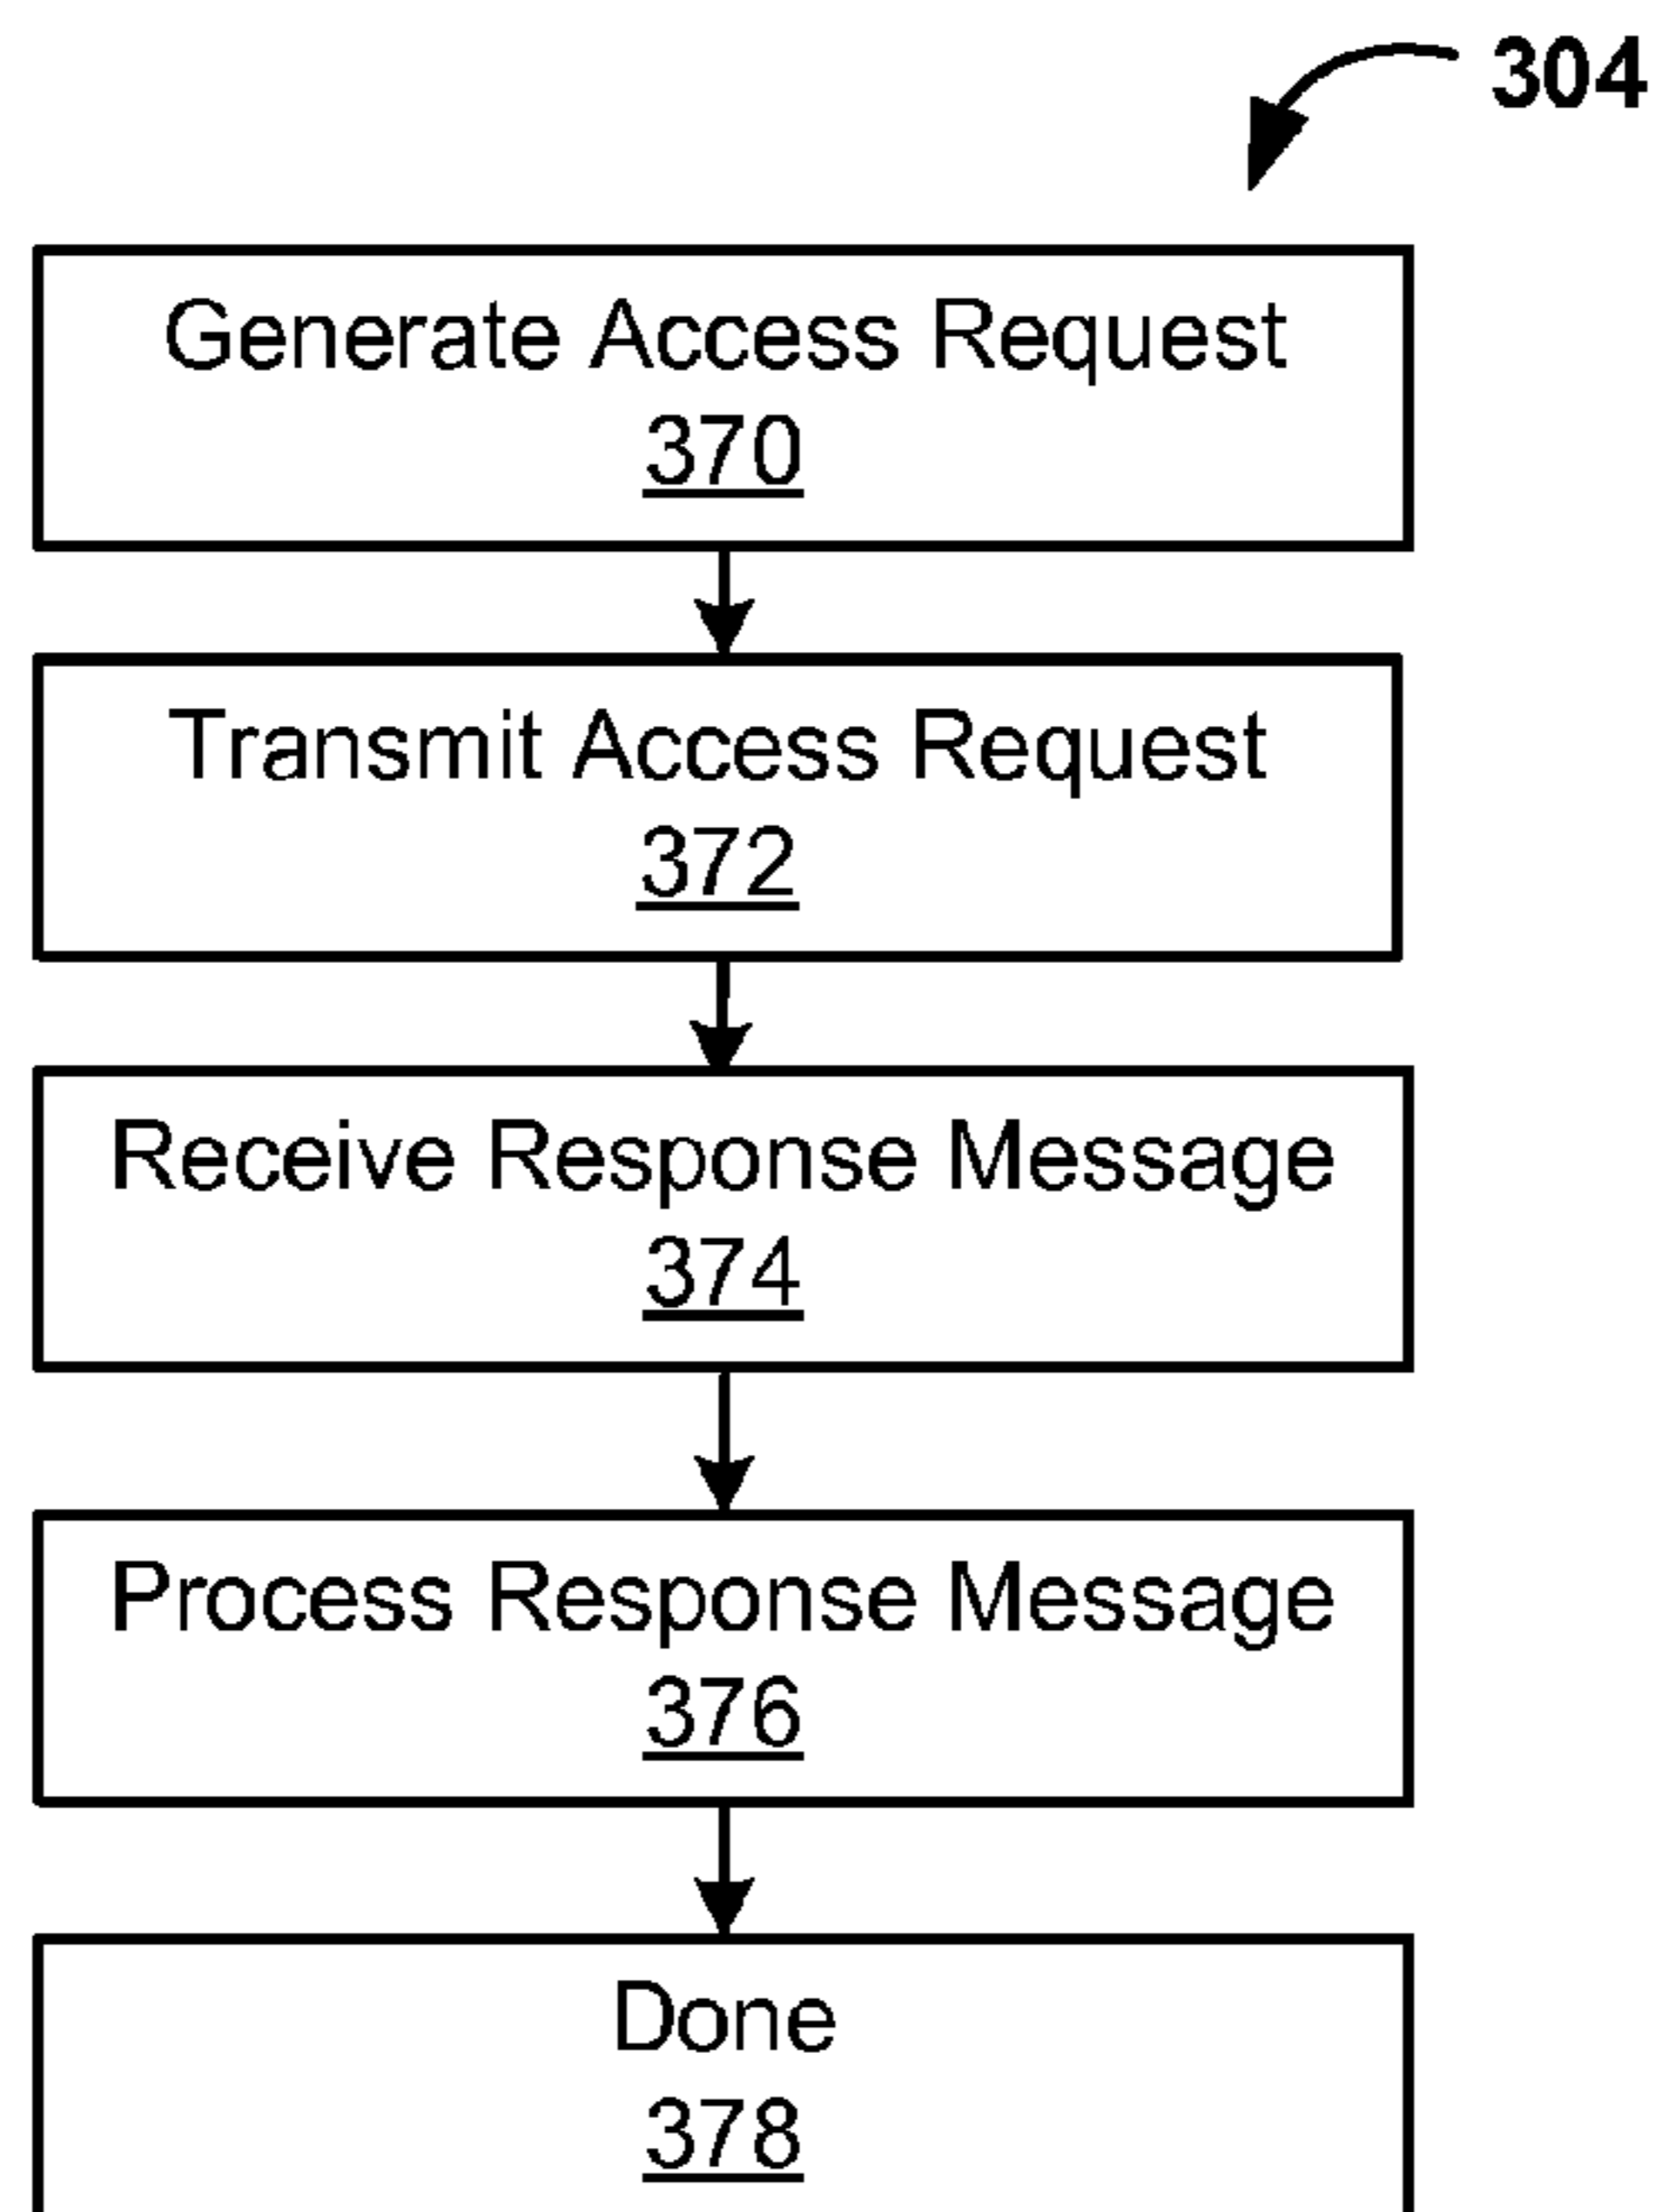 304
Generate Access Request
370
Transmit Access Request
372
Receive Response Message
374
Process Response Message
376
Done
378